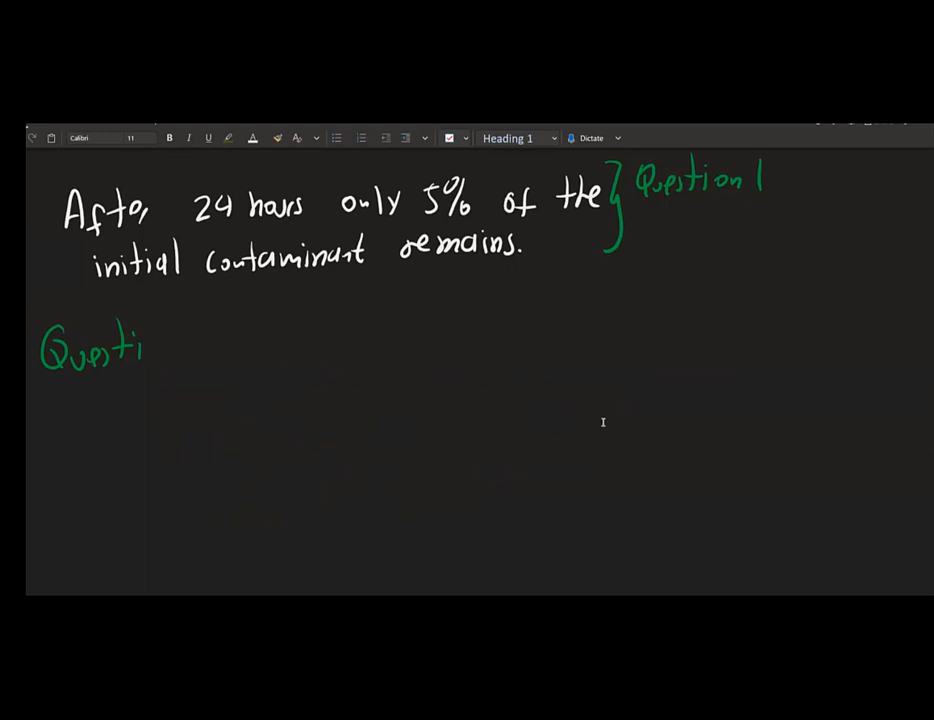 Calibri 11 B I U A Heading 1 Dictate
After 24 hours only 5% of the
initial contaminant remains.
Question 1
Questi